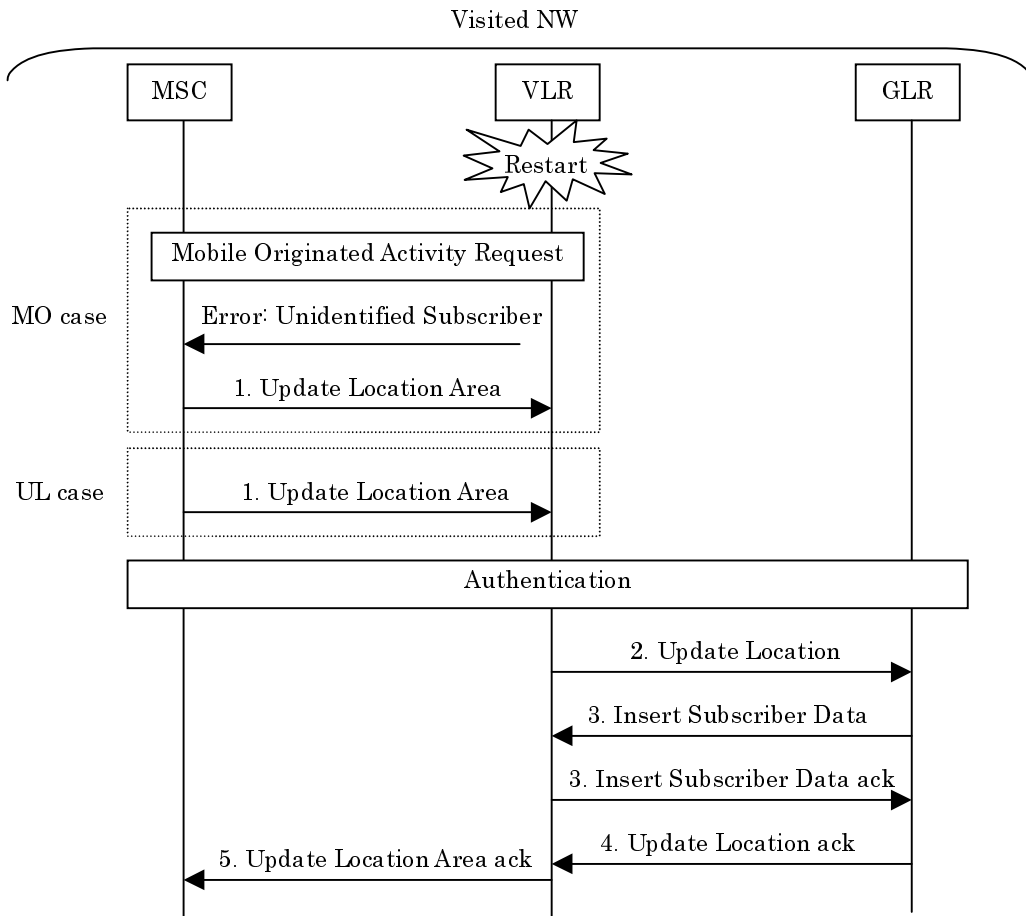 Visited NW
MSC
VLR
GLR
Restart
Mobile Originated Activity Request
MO case
Error: Unidentified Subscriber
1. Update Location Area
UL case
1. Update Location Area
Authentication
2. Update Location
3. Insert Subscriber Data
3. Insert Subscriber Data ack
4. Update Location ack
5. Update Location Area ack